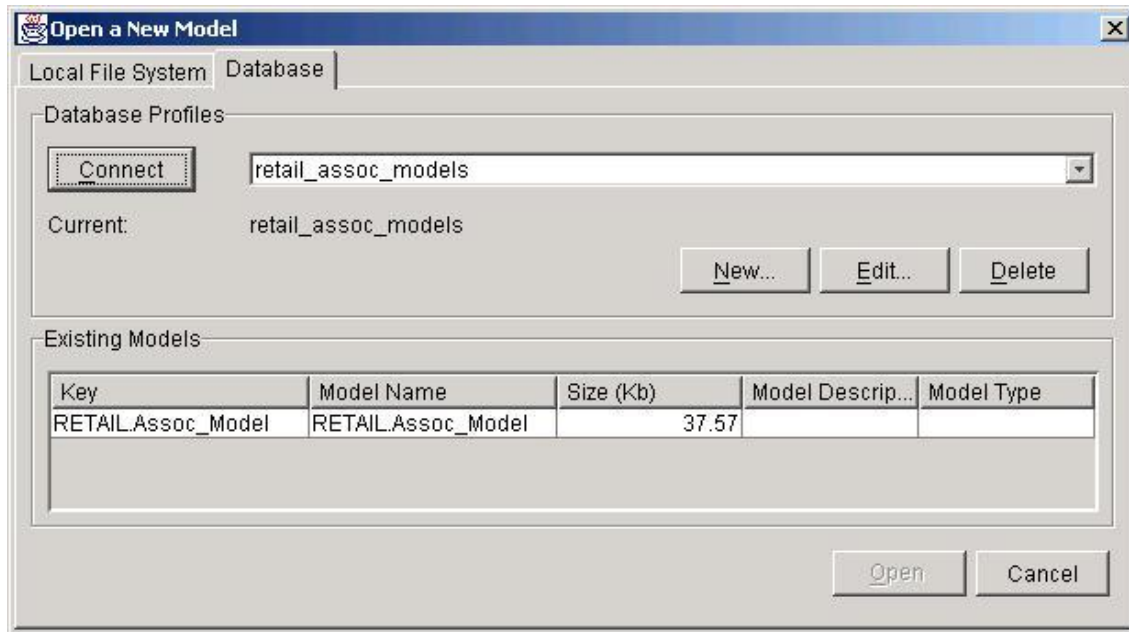 Open a New Model
Local File System Database
Database Profiles
Connect retail_assoc_models
Current: retail_assoc_models
New... Edit... Delete
Existing Models
Key Model Name Size (Kb) Model Descrip... Model Type
RETAIL.Assoc_Model RETAIL.Assoc_Model 37.57
Open Cancel